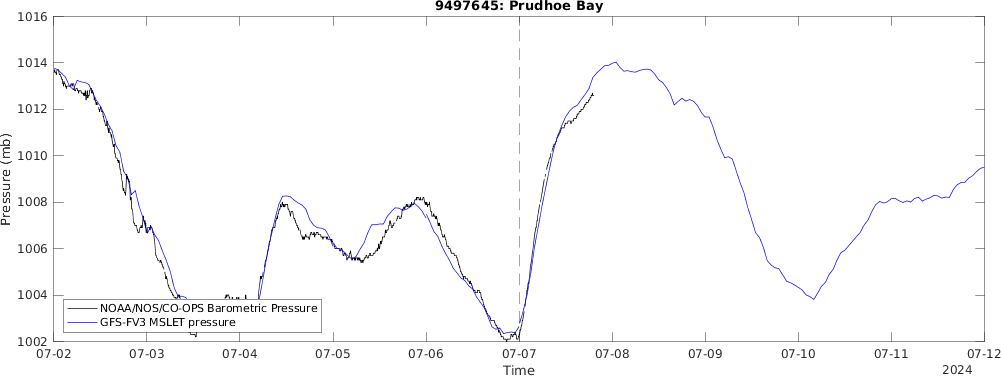 9497645: Prudhoe Bay
1016
1014
1012
1010
1008
1006
1004
1002
Pressure (mb)
NOAA/NOS/CO-OPS Barometric Pressure
GFS-FV3 MSLET pressure
07-02 07-03 07-04 07-05 07-06 07-07 07-08 07-09 07-10 07-11 07-12
Time
2024